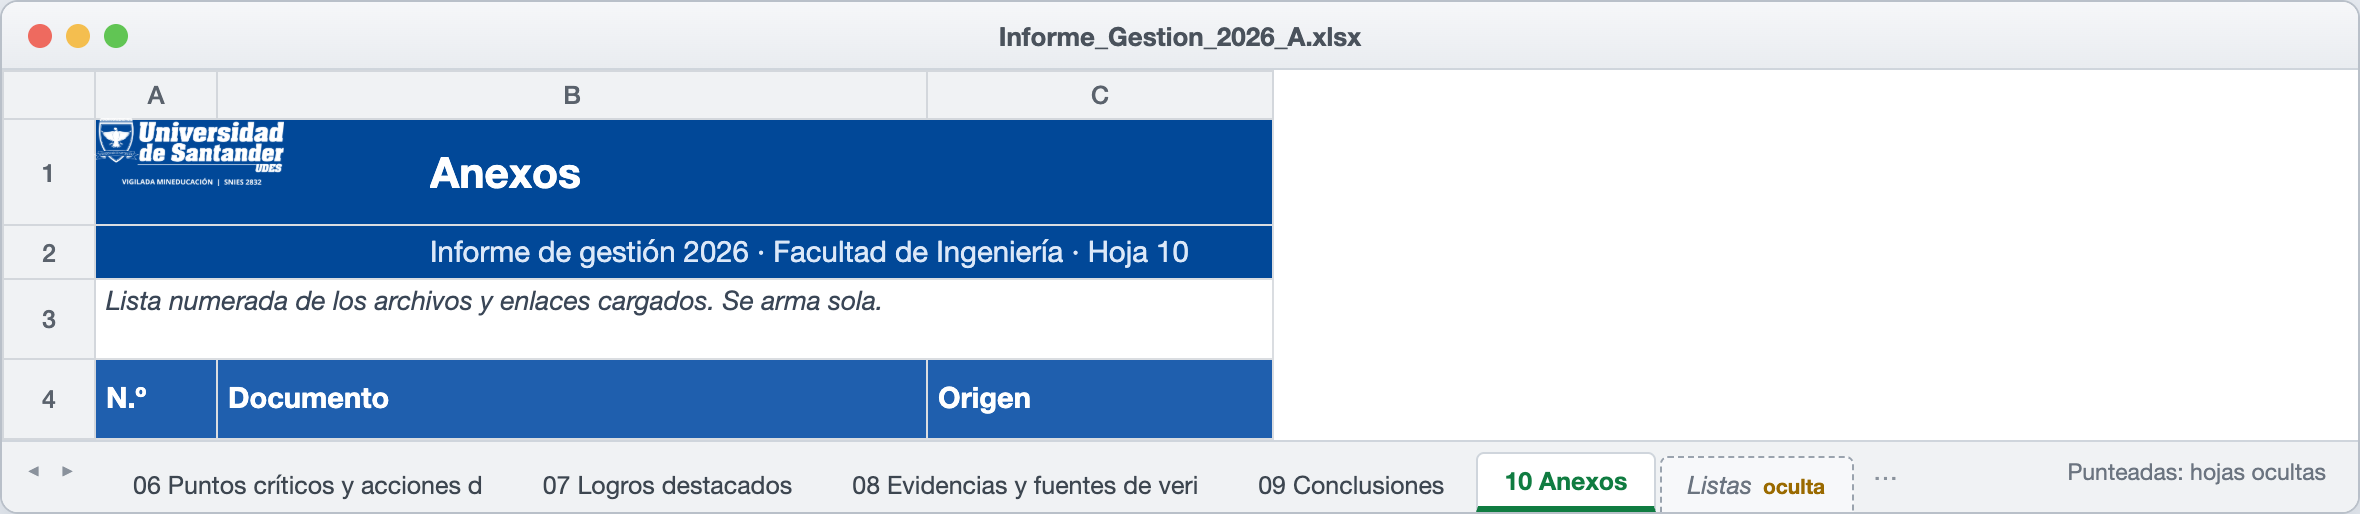 Informe_Gestion_2026_A.xlsx
A B C
Universidad
de Santander
UDES
VIGILADA MINEDUCACIÓN | SNIES 2832
1 Anexos
2 Informe de gestión 2026 · Facultad de Ingeniería · Hoja 10
3 Lista numerada de los archivos y enlaces cargados. Se arma sola.
4 N.º Documento Origen
06 Puntos críticos y acciones d 07 Logros destacados 08 Evidencias y fuentes de veri 09 Conclusiones 10 Anexos Listas oculta ... Punteadas: hojas ocultas